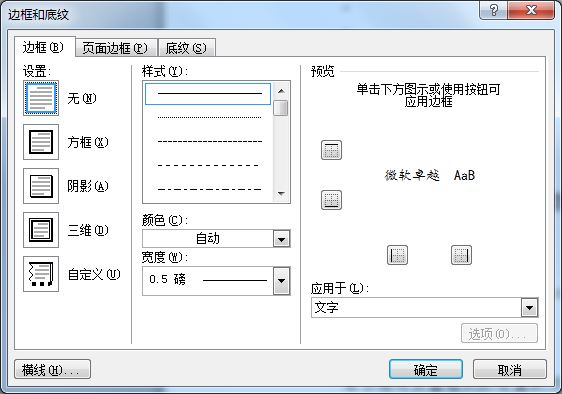 边框和底纹
边框(B) 页面边框(P) 底纹(S)
设置:
无(N)
方框(X)
阴影(A)
三维(D)
自定义(U)
样式(Y):
颜色(C):
自动
宽度(W):
0.5 磅
预览
单击下方图示或使用按钮可
应用边框
微软卓越 AaB
应用于(L):
文字
选项(O)...
横线(H)...
确定
取消